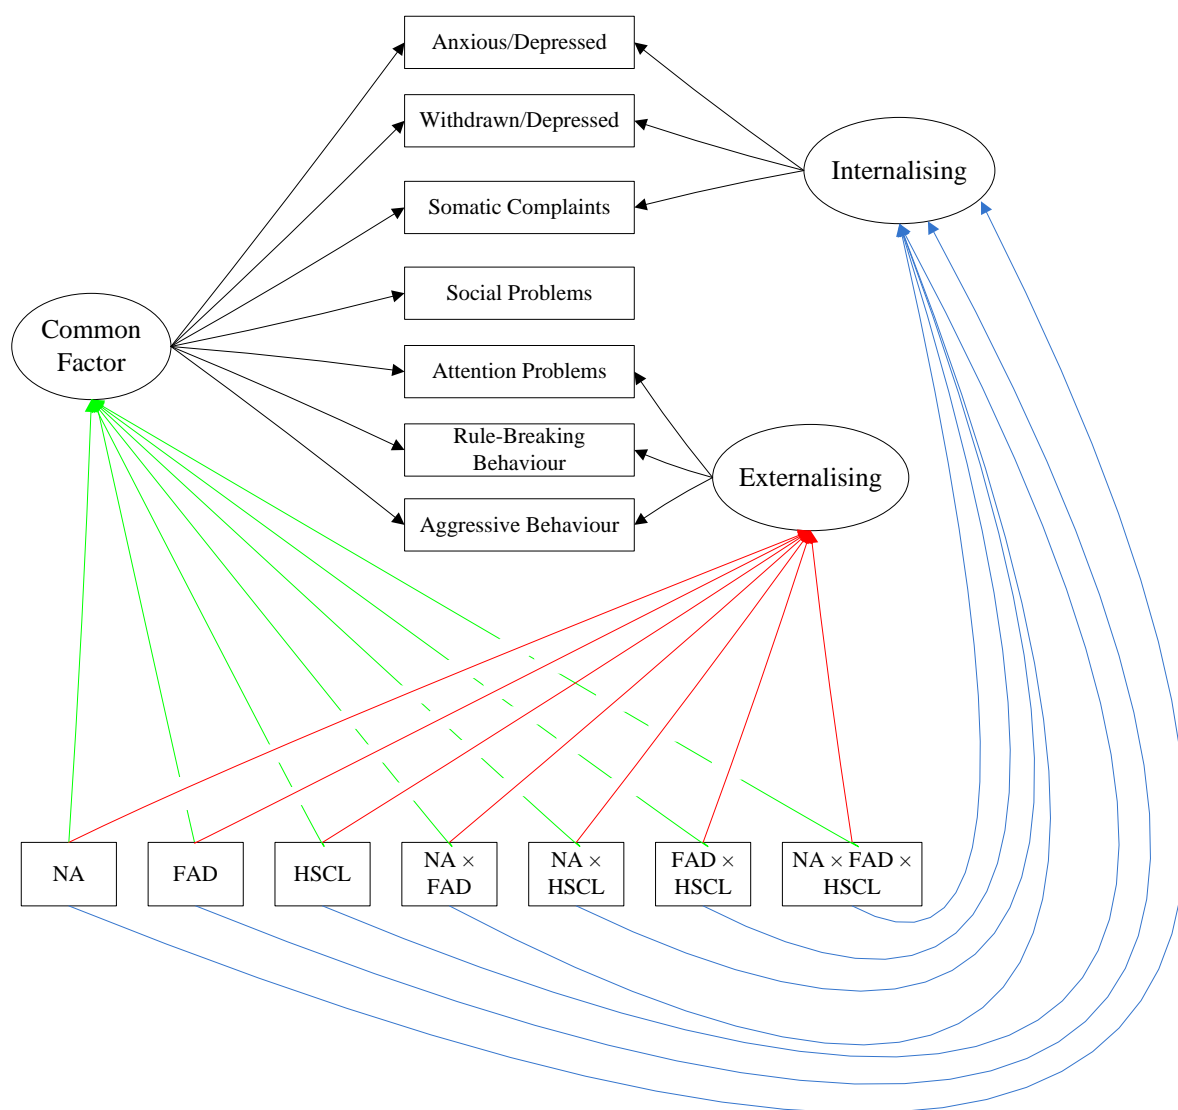 Anxious/Depressed
Withdrawn/Depressed
Internalising
Somatic Complaints
Social Problems
Common
Factor
Attention Problems
Rule-Breaking
Behaviour
Externalising
Aggressive Behaviour
NA
FAD
HSCL
NA ×
FAD
NA ×
HSCL
FAD ×
HSCL
NA × FAD ×
HSCL